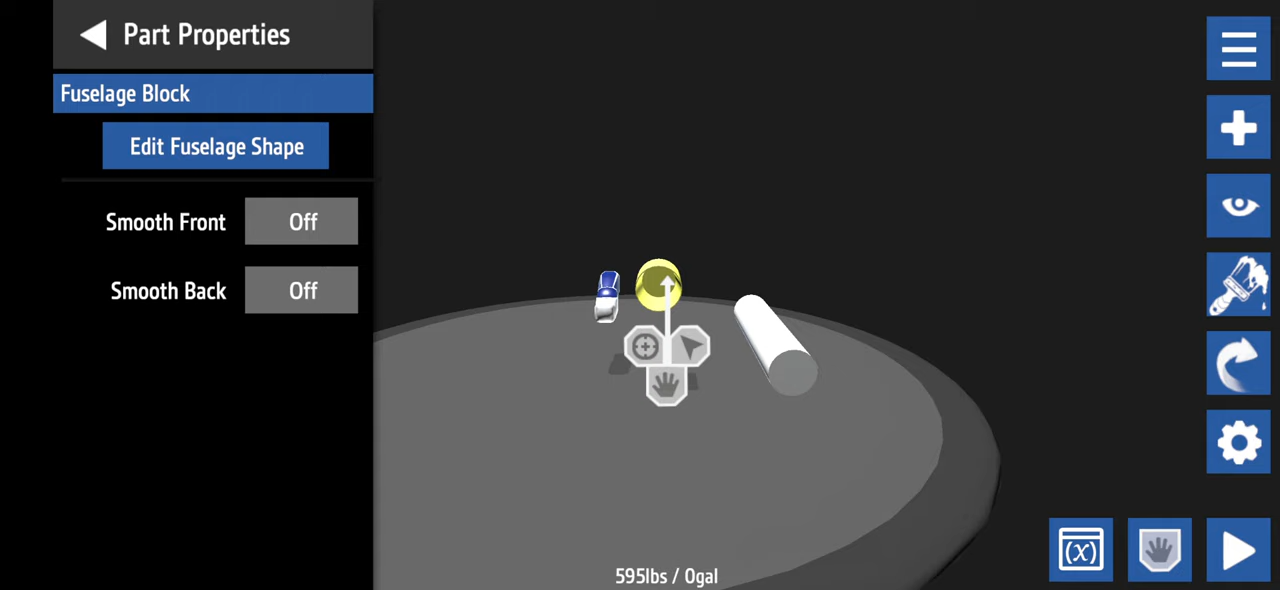 Part Properties
Fuselage Block
Edit Fuselage Shape
Smooth Front Off
Smooth Back Off
(x)
595lbs / 0gal